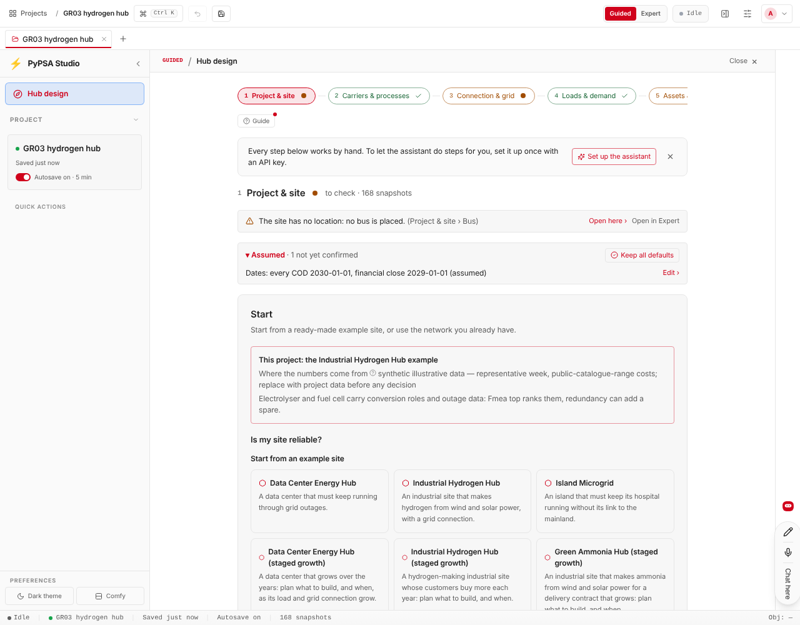 Projects / GR03 hydrogen hub ⌘ Ctrl K Guided Expert Idle A
GR03 hydrogen hub × +
PyPSA Studio
GUIDED / Hub design Close ×
Hub design
PROJECT
GR03 hydrogen hub
Saved just now
Autosave on · 5 min
QUICK ACTIONS
1 Project & site 2 Carriers & processes ✓ 3 Connection & grid 4 Loads & demand ✓ 5 Assets
Guide
Every step below works by hand. To let the assistant do steps for you, set it up once with
an API key.
Set up the assistant ×
1 Project & site to check · 168 snapshots
The site has no location: no bus is placed. (Project & site › Bus) Open here › Open in Expert
▾ Assumed · 1 not yet confirmed Keep all defaults
Dates: every COD 2030-01-01, financial close 2029-01-01 (assumed) Edit ›
Start
Start from a ready-made example site, or use the network you already have.
This project: the Industrial Hydrogen Hub example
Where the numbers come from ? synthetic illustrative data — representative week, public-catalogue-range costs;
replace with project data before any decision
Electrolyser and fuel cell carry conversion roles and outage data: Fmea top ranks them, redundancy can add a
spare.
Is my site reliable?
Start from an example site
Data Center Energy Hub
A data center that must keep running
through grid outages.
Industrial Hydrogen Hub
An industrial site that makes
hydrogen from wind and solar power,
with a grid connection.
Island Microgrid
An island that must keep its hospital
running without its link to the
mainland.
Data Center Energy Hub
(staged growth)
A data center that grows over the
years: plan what to build, and when,
as its load and grid connection grow.
Industrial Hydrogen Hub
(staged growth)
A hydrogen-making industrial site
whose customers buy more each
year: plan what to build, and when.
Green Ammonia Hub (staged
growth)
An industrial site that makes ammonia
from wind and solar power for a
delivery contract that grows: plan
what to build, and when, on
Chat here
PREFERENCES
Dark theme Comfy
Idle GR03 hydrogen hub Saved just now Autosave on 168 snapshots Obj: —